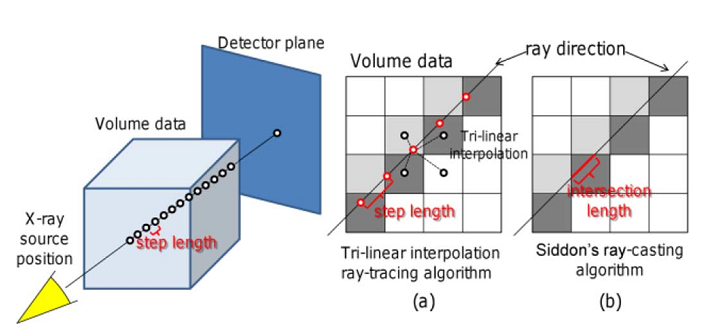 Detector plane
Volume data
X-ray
source
position
step length
Volume data
ray direction
Tri-linear
interpolation
step length
intersection
length
Tri-linear interpolation
ray-tracing algorithm
(a)
Siddon's ray-casting
algorithm
(b)